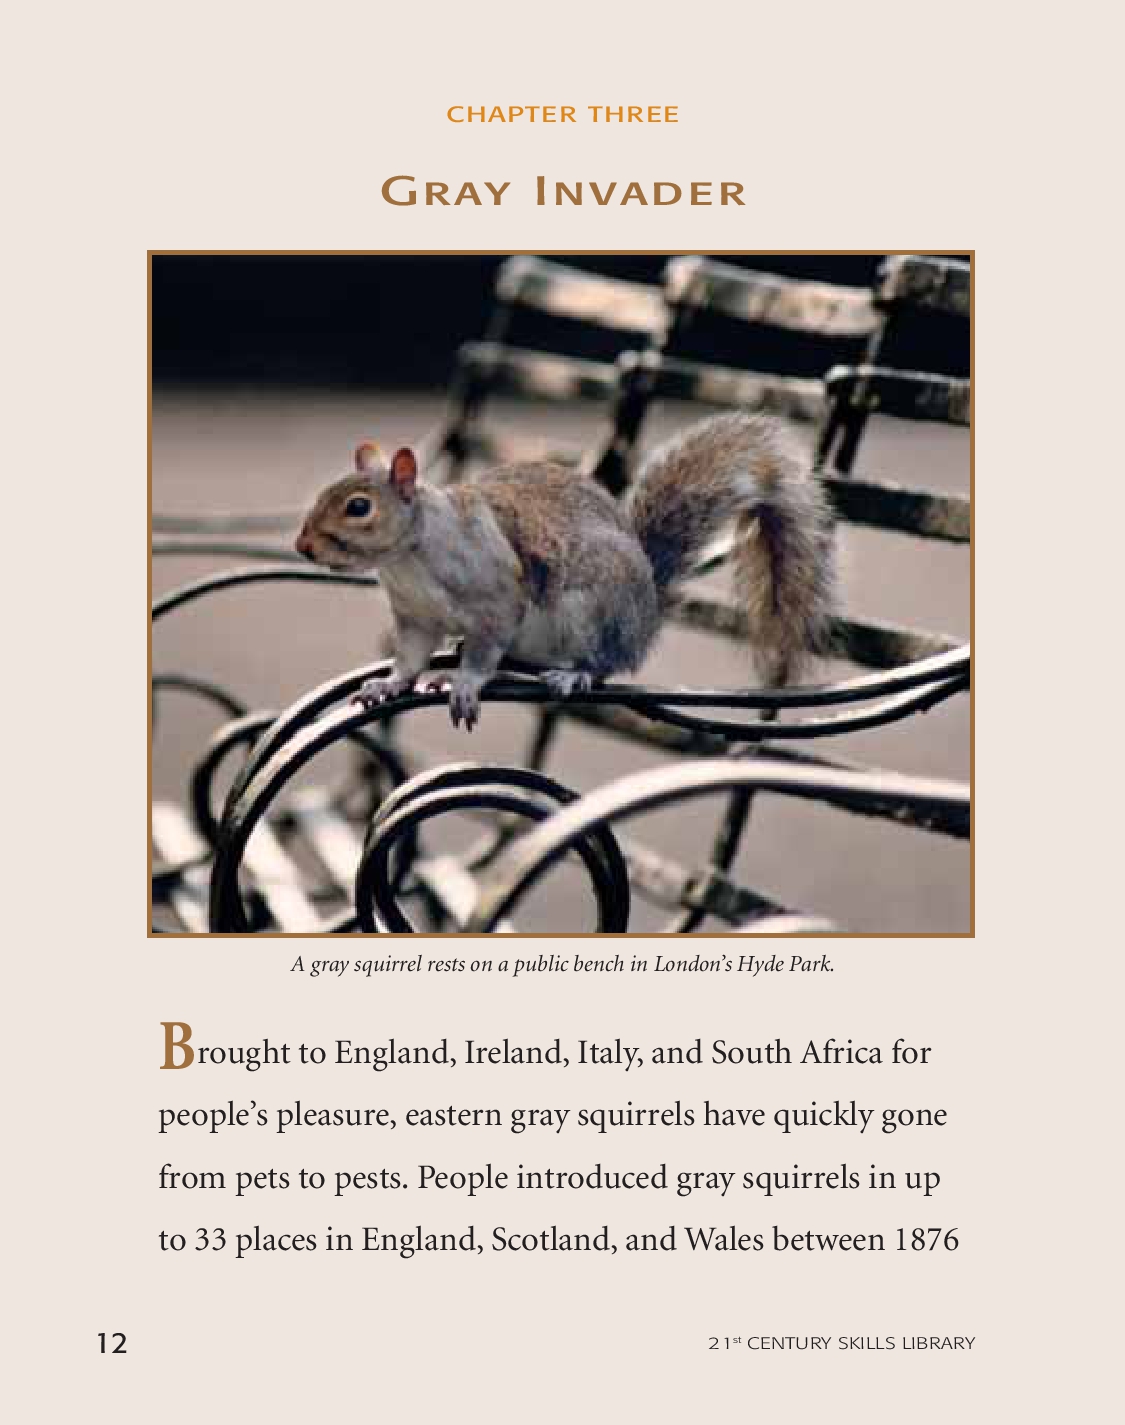 CHAPTER THREE
GRAY INVADER
A gray squirrel rests on a public bench in London’s Hyde Park.
Brought to England, Ireland, Italy, and South Africa for
people’s pleasure, eastern gray squirrels have quickly gone
from pets to pests. People introduced gray squirrels in up
to 33 places in England, Scotland, and Wales between 1876
12
21st CENTURY SKILLS LIBRARY